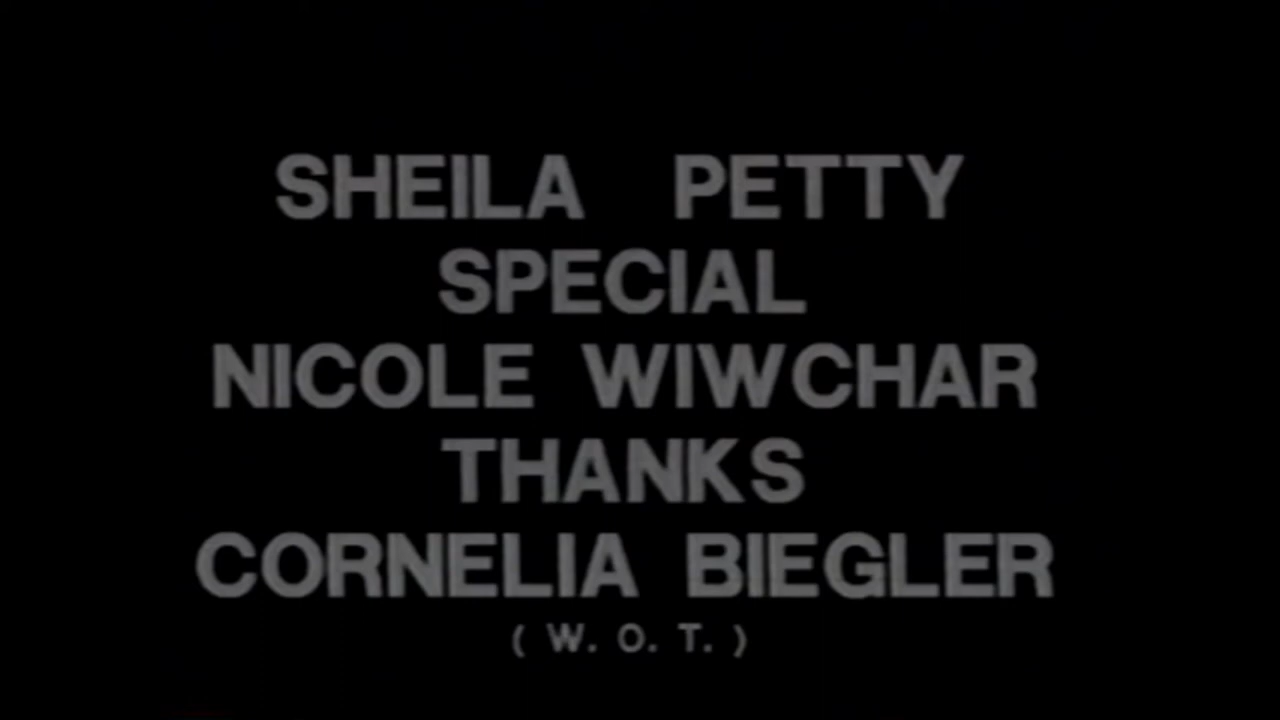 SHEILA PETTY
SPECIAL
NICOLE WIWCHAR
THANKS
CORNELIA BIEGLER
( W. O. T. )